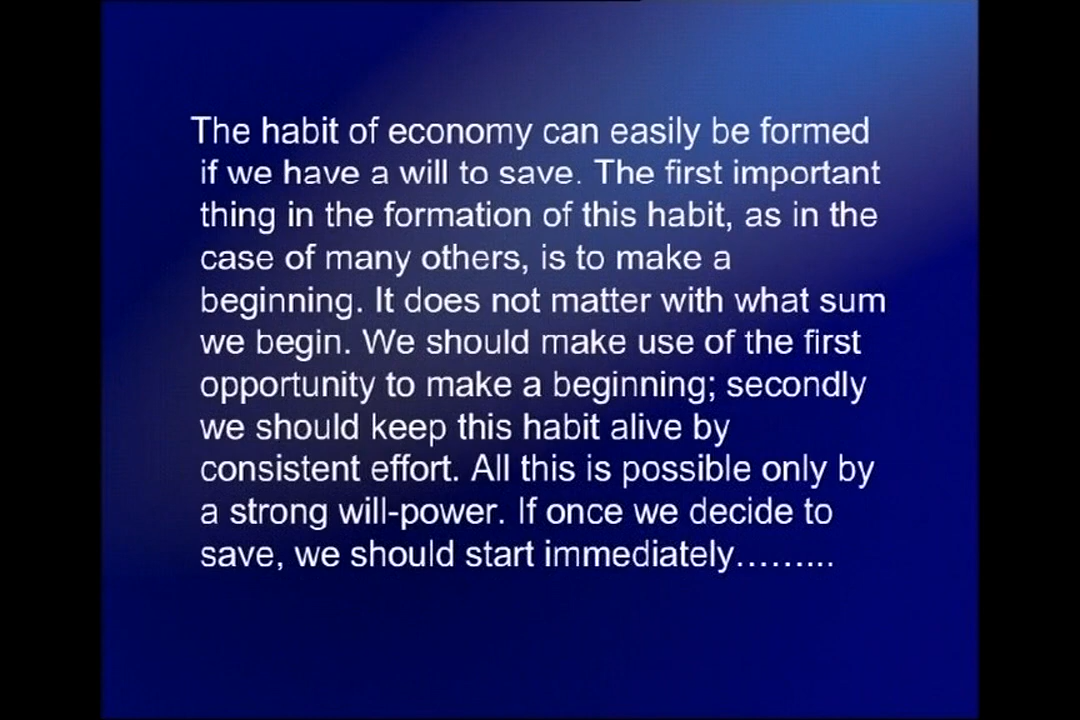 The habit of economy can easily be formed
if we have a will to save. The first important
thing in the formation of this habit, as in the
case of many others, is to make a
beginning. It does not matter with what sum
we begin. We should make use of the first
opportunity to make a beginning; secondly
we should keep this habit alive by
consistent effort. All this is possible only by
a strong will-power. If once we decide to
save, we should start immediately.........